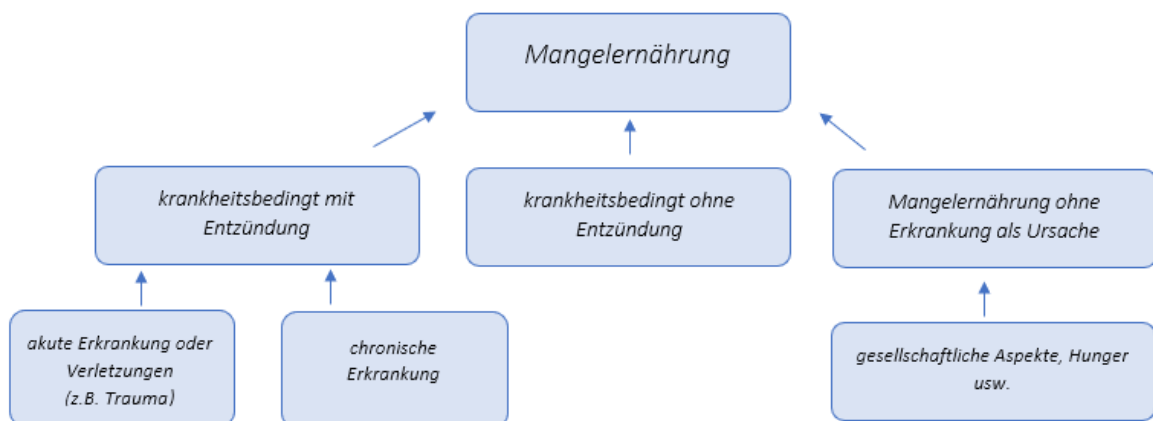 Mangelernährung
krankheitsbedingt mit
Entzündung
krankheitsbedingt ohne
Entzündung
Mangelernährung ohne
Erkrankung als Ursache
akute Erkrankung oder
Verletzungen
(z.B. Trauma)
chronische
Erkrankung
gesellschaftliche Aspekte, Hunger
usw.